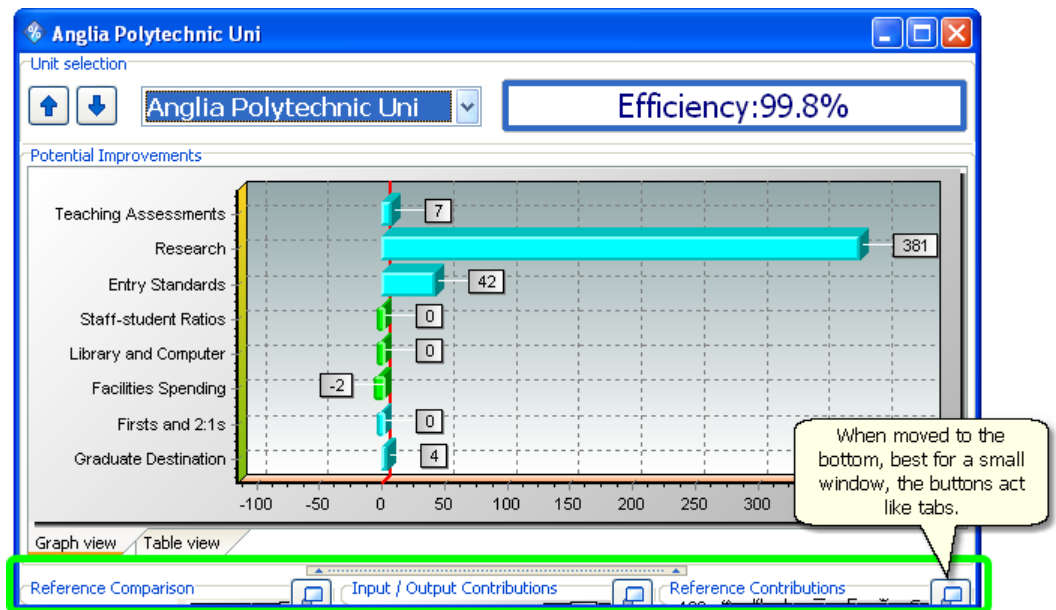 Anglia Polytechnic Uni
Unit selection
Anglia Polytechnic Uni
Efficiency:99.8%
Potential Improvements
Teaching Assessments
7
Research
381
Entry Standards
42
Staff-student Ratios
0
Library and Computer
0
Facilities Spending
-2
Firsts and 2:1s
0
Graduate Destination
4
-100 -50 0 50 100 150 200 250 300
When moved to the
bottom, best for a small
window, the buttons act
like tabs.
Graph view Table view
Reference Comparison Input / Output Contributions Reference Contributions